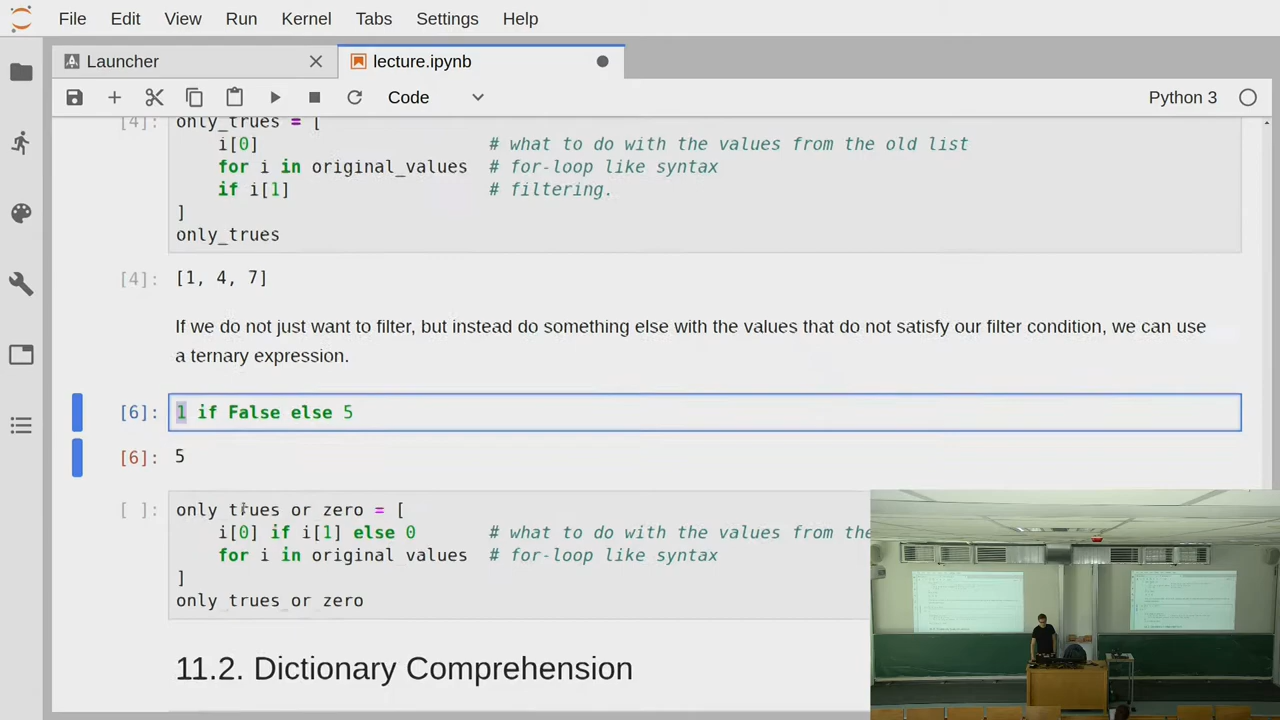 File Edit View Run Kernel Tabs Settings Help
Launcher
lecture.ipynb
Code
Python 3
[4]: only_trues = [
i[0] # what to do with the values from the old list
for i in original_values # for-loop like syntax
if i[1] # filtering.
]
only_trues
[4]: [1, 4, 7]
If we do not just want to filter, but instead do something else with the values that do not satisfy our filter condition, we can use
a ternary expression.
[6]: 1 if False else 5
[6]: 5
[ ]: only_trues_or_zero = [
i[0] if i[1] else 0 # what to do with the values from the
for i in original_values # for-loop like syntax
]
only_trues_or_zero
11.2. Dictionary Comprehension